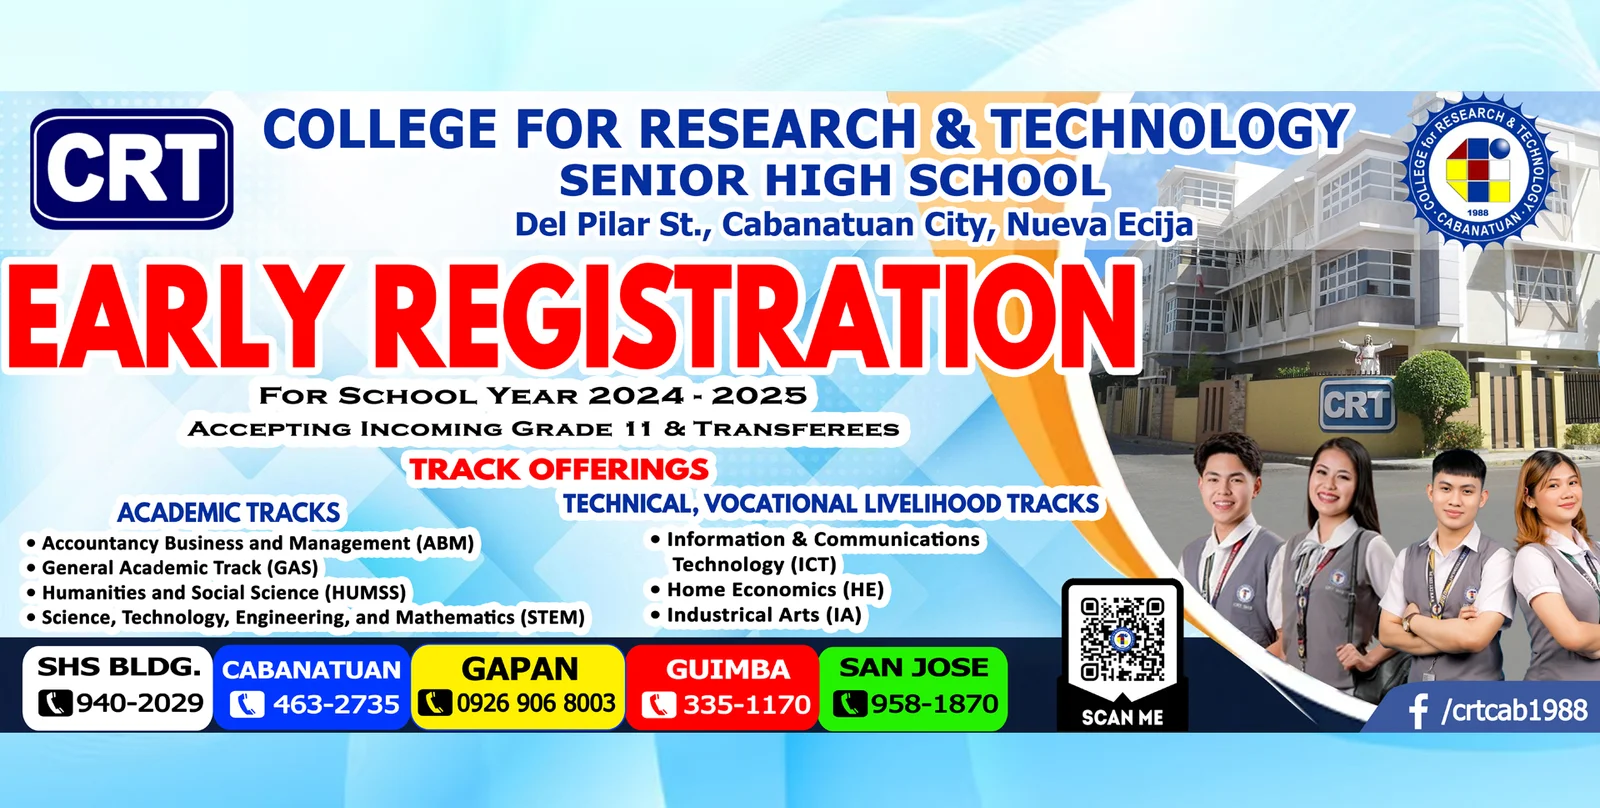 CRT
COLLEGE FOR RESEARCH & TECHNOLOGY
SENIOR HIGH SCHOOL
Del Pilar St., Cabanatuan City, Nueva Ecija
COLLEGE for RESEARCH & TECHNOLOGY
1988
CABANATUAN
EARLY REGISTRATION
FOR SCHOOL YEAR 2024 - 2025
ACCEPTING INCOMING GRADE 11 & TRANSFEREES
CRT
TRACK OFFERINGS
ACADEMIC TRACKS
• Accountancy Business and Management (ABM)
• General Academic Track (GAS)
• Humanities and Social Science (HUMSS)
• Science, Technology, Engineering, and Mathematics (STEM)
TECHNICAL, VOCATIONAL LIVELIHOOD TRACKS
• Information & Communications
Technology (ICT)
• Home Economics (HE)
• Industrical Arts (IA)
SHS BLDG.
940-2029
CABANATUAN
463-2735
GAPAN
0926 906 8003
GUIMBA
335-1170
SAN JOSE
958-1870
SCAN ME
f /crtcab1988